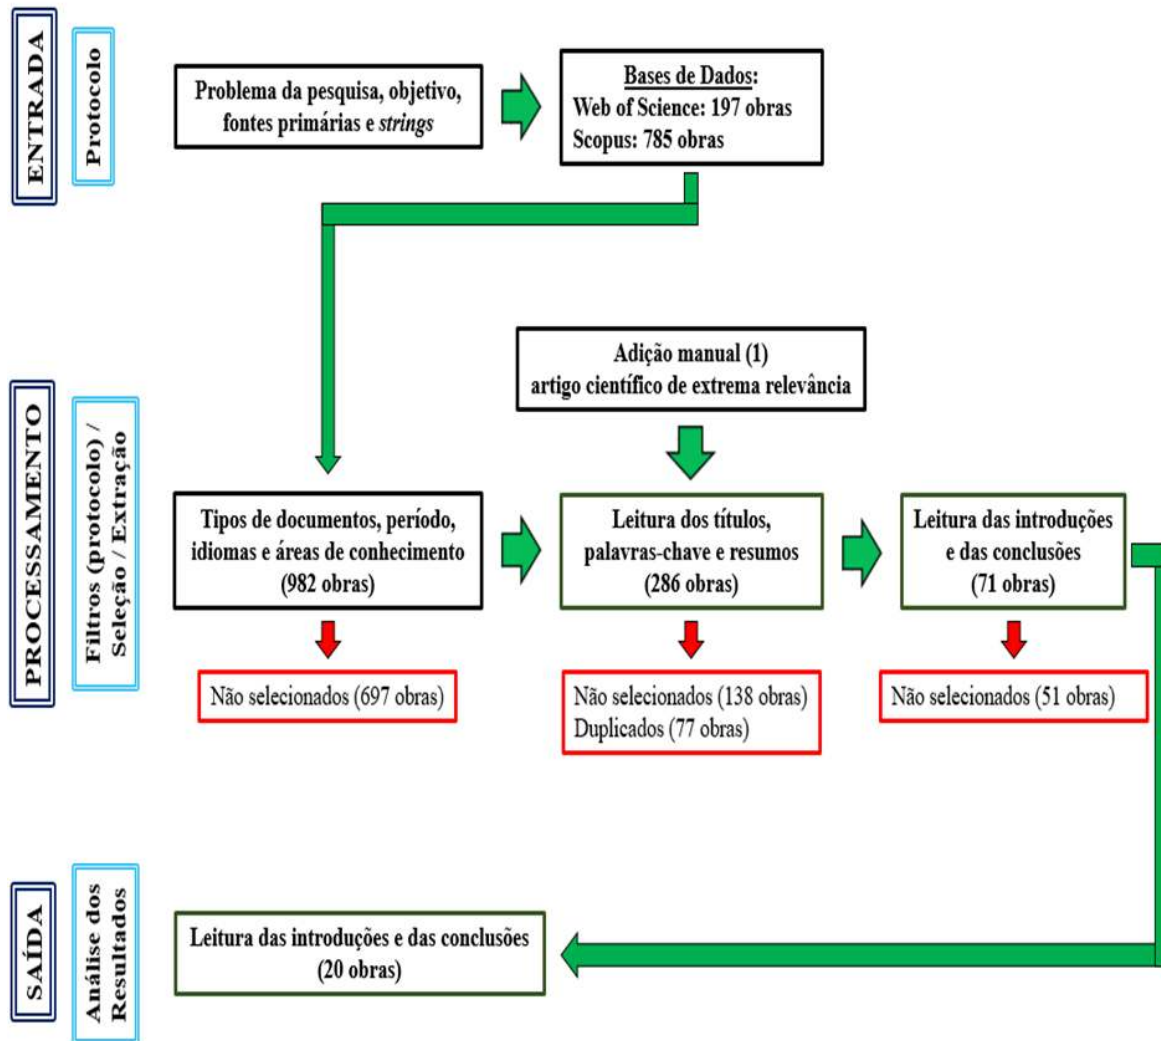 ENTRADA
Protocolo
Problema da pesquisa, objetivo,
fontes primárias e strings
Bases de Dados:
Web of Science: 197 obras
Scopus: 785 obras
Adição manual (1)
artigo científico de extrema relevância
PROCESSAMENTO
Filtros (protocolo) /
Seleção / Extração
Tipos de documentos, período,
idiomas e áreas de conhecimento
(982 obras)
Leitura dos títulos,
palavras-chave e resumos
(286 obras)
Leitura das introduções
e das conclusões
(71 obras)
Não selecionados (697 obras)
Não selecionados (138 obras)
Duplicados (77 obras)
Não selecionados (51 obras)
SAÍDA
Análise dos
Resultados
Leitura das introduções e das conclusões
(20 obras)